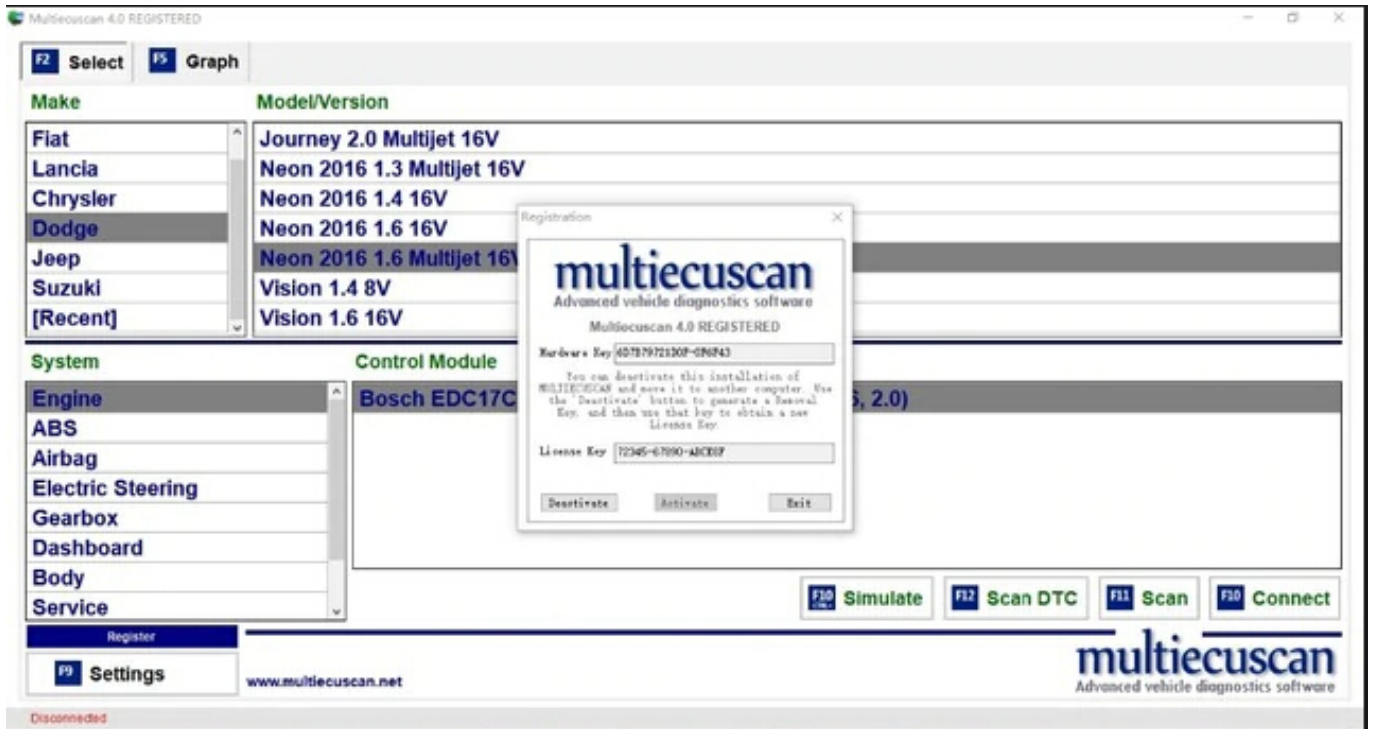 Multiecuscan 4.0 REGISTERED
F2 Select F5 Graph
Make Model/Version
Fiat
Lancia
Chrysler
Dodge
Jeep
Suzuki
[Recent]
Journey 2.0 Multijet 16V
Neon 2016 1.3 Multijet 16V
Neon 2016 1.4 16V
Neon 2016 1.6 16V
Neon 2016 1.6 Multijet 16V
Vision 1.4 8V
Vision 1.6 16V
Registration
multiecuscan
Advanced vehicle diagnostics software
Multiecuscan 4.0 REGISTERED
Hardware Key
You can deactivate this installation of
MULTIECUSCAN and move it to another computer. Use
the 'Deactivate' button to generate a Removal
Key, and then use that key to obtain a new
License Key.
License Key 72345-67890-ABCDEF
Deactivate Activate Exit
System
Engine
ABS
Airbag
Electric Steering
Gearbox
Dashboard
Body
Service
Control Module
Bosch EDC17C , 2.0)
F10 CTRL+ Simulate F12 Scan DTC F11 Scan F10 Connect
Register
F9 Settings
www.multiecuscan.net
multiecuscan
Advanced vehicle diagnostics software
Disconnected